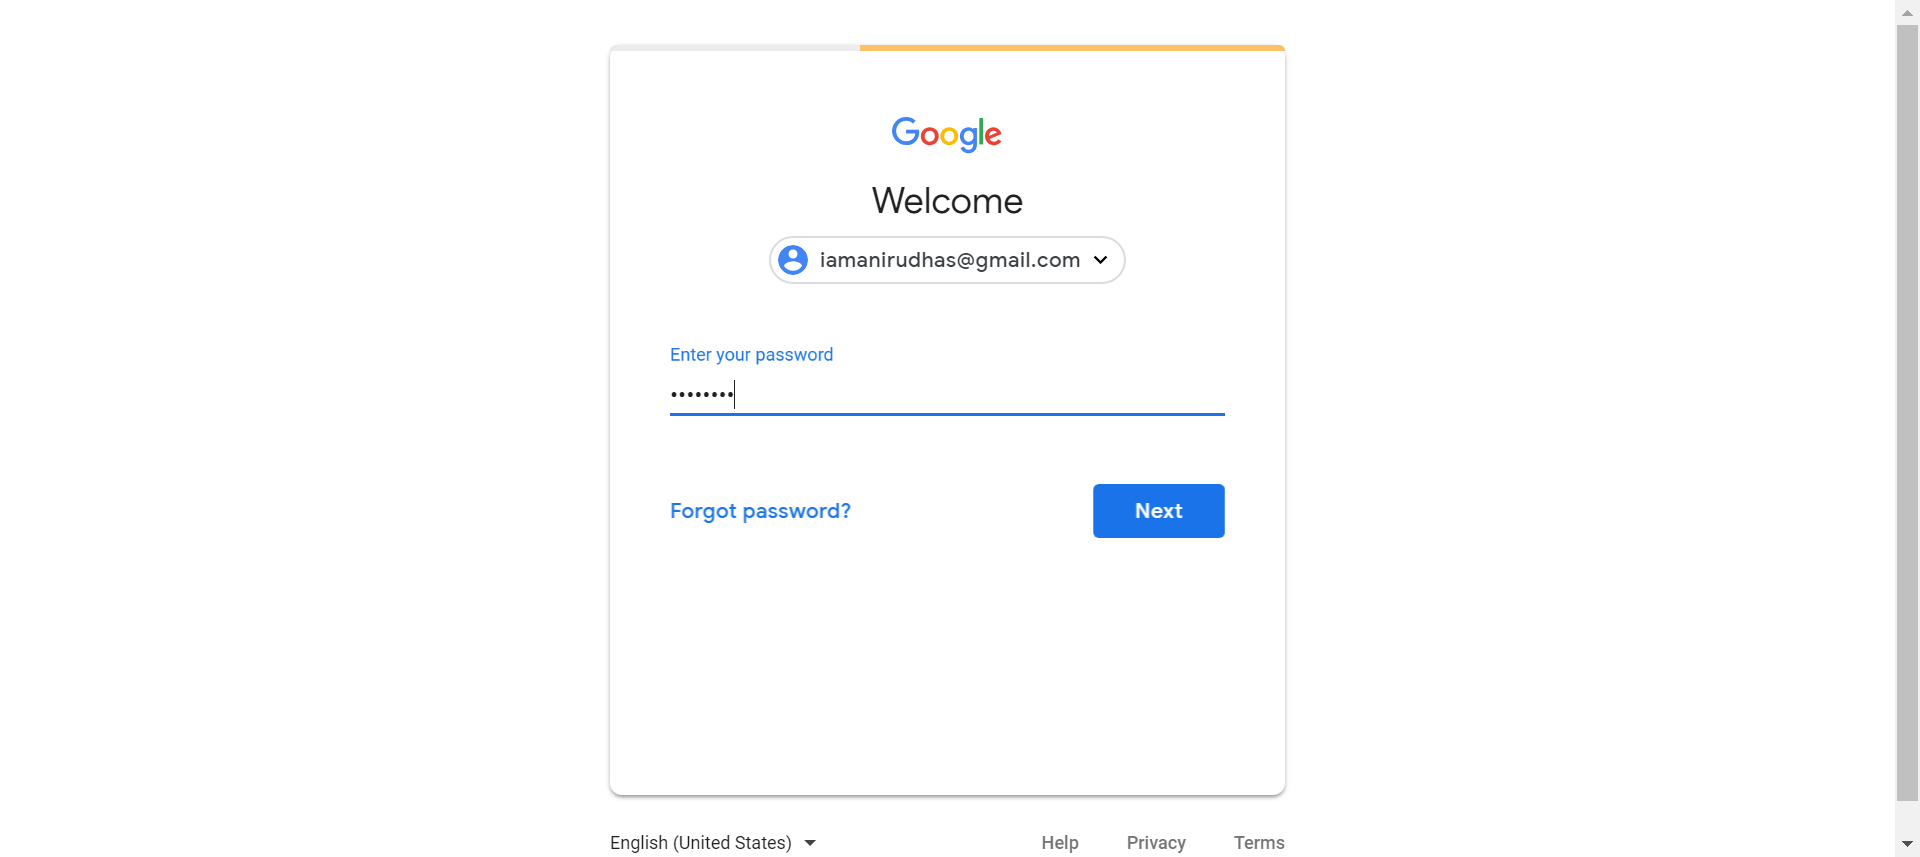 Google
Welcome
iamanirudhas@gmail.com
Enter your password
••••••••
Forgot password?
Next
English (United States)
Help
Privacy
Terms